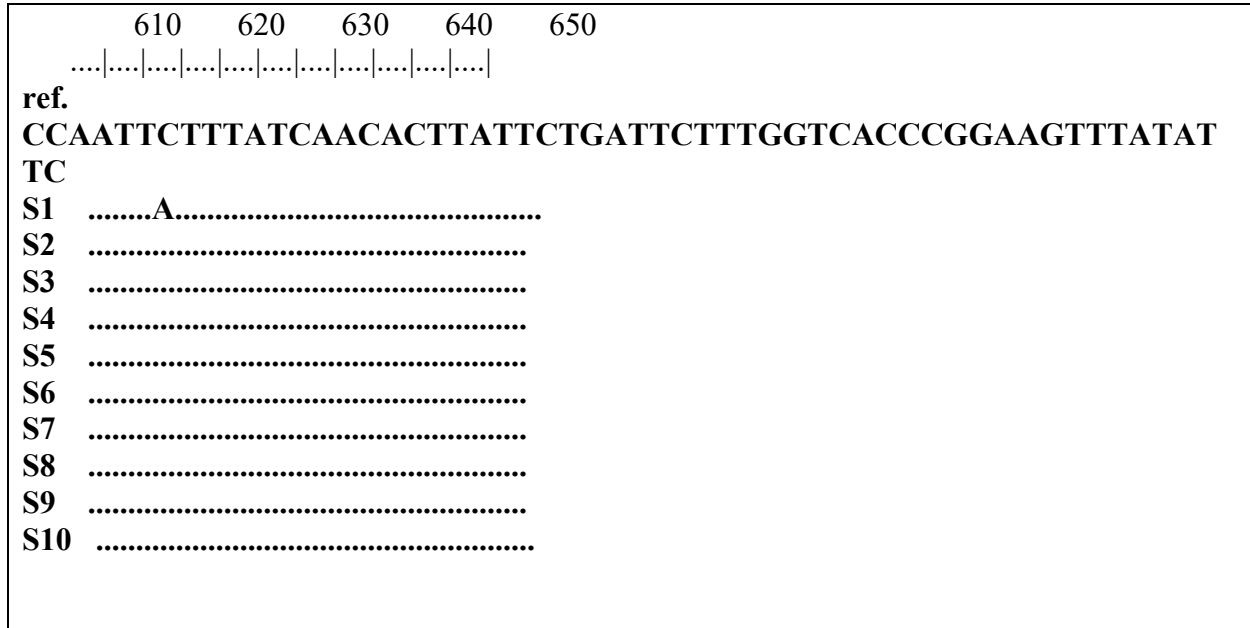 610 620 630 640 650
....|....|....|....|....|....|....|....|....|....|....|
ref.
CCAATTCTTTATCAACACTTATTCTGATTCTTTGGTCACCCGGAAGTTTATAT
TC
S1 ........A..............................................
S2 .......................................................
S3 .......................................................
S4 .......................................................
S5 .......................................................
S6 .......................................................
S7 .......................................................
S8 .......................................................
S9 .......................................................
S10 .......................................................